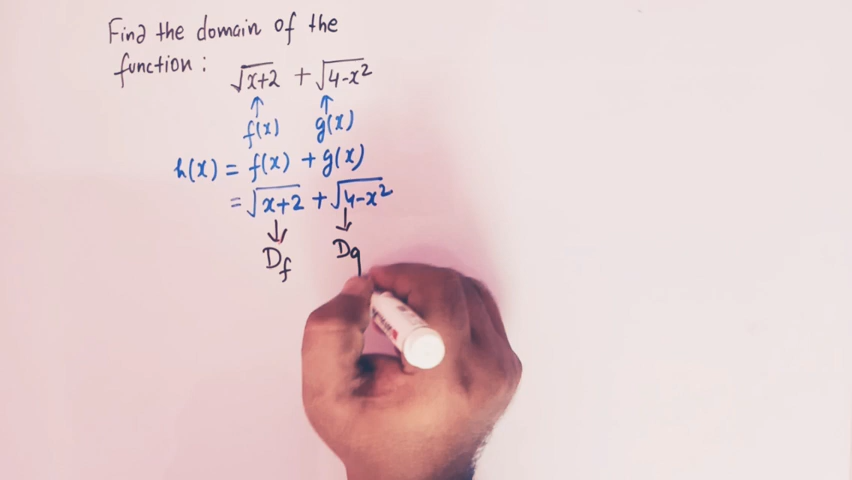 Find the domain of the
function : √x+2 + √4-x²
↑ ↑
f(x) g(x)
h(x) = f(x) + g(x)
= √x+2 + √4-x²
↓ ↓
Df Dg